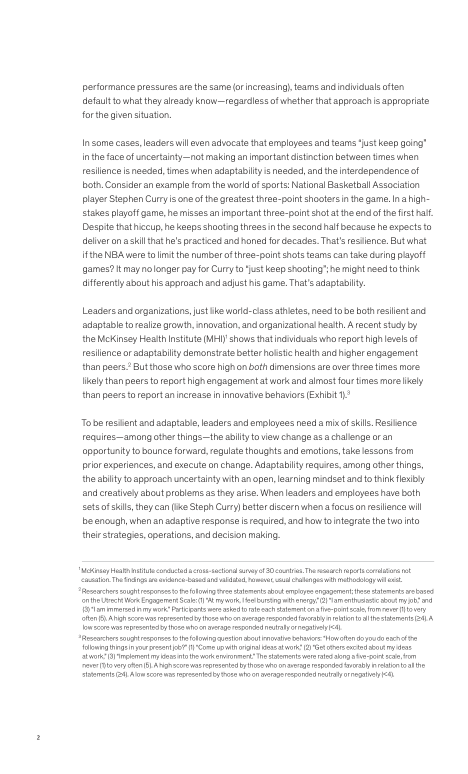 performance pressures are the same (or increasing), teams and individuals often
default to what they already know—regardless of whether that approach is appropriate
for the given situation.
In some cases, leaders will even advocate that employees and teams “just keep going”
in the face of uncertainty—not making an important distinction between times when
resilience is needed, times when adaptability is needed, and the interdependence of
both. Consider an example from the world of sports: National Basketball Association
player Stephen Curry is one of the greatest three-point shooters in the game. In a high-
stakes playoff game, he misses an important three-point shot at the end of the first half.
Despite that hiccup, he keeps shooting threes in the second half because he expects to
deliver on a skill that he’s practiced and honed for decades. That’s resilience. But what
if the NBA were to limit the number of three-point shots teams can take during playoff
games? It may no longer pay for Curry to “just keep shooting”; he might need to think
differently about his approach and adjust his game. That’s adaptability.
Leaders and organizations, just like world-class athletes, need to be both resilient and
adaptable to realize growth, innovation, and organizational health. A recent study by
the McKinsey Health Institute (MHI)¹ shows that individuals who report high levels of
resilience or adaptability demonstrate better holistic health and higher engagement
than peers.² But those who score high on both dimensions are over three times more
likely than peers to report high engagement at work and almost four times more likely
than peers to report an increase in innovative behaviors (Exhibit 1).³
To be resilient and adaptable, leaders and employees need a mix of skills. Resilience
requires—among other things—the ability to view change as a challenge or an
opportunity to bounce forward, regulate thoughts and emotions, take lessons from
prior experiences, and execute on change. Adaptability requires, among other things,
the ability to approach uncertainty with an open, learning mindset and to think flexibly
and creatively about problems as they arise. When leaders and employees have both
sets of skills, they can (like Steph Curry) better discern when a focus on resilience will
be enough, when an adaptive response is required, and how to integrate the two into
their strategies, operations, and decision making.
¹ McKinsey Health Institute conducted a cross-sectional survey of 30 countries. The research reports correlations not
causation. The findings are evidence-based and validated, however, usual challenges with methodology will exist.
² Researchers sought responses to the following three statements about employee engagement; these statements are based
on the Utrecht Work Engagement Scale: (1) “At my work, I feel bursting with energy,” (2) “I am enthusiastic about my job,” and
(3) “I am immersed in my work.” Participants were asked to rate each statement on a five-point scale, from never (1) to very
often (5). A high score was represented by those who on average responded favorably in relation to all the statements (≥4). A
low score was represented by those who on average responded neutrally or negatively (<4).
³ Researchers sought responses to the following question about innovative behaviors: “How often do you do each of the
following things in your present job?” (1) “Come up with original ideas at work,” (2) “Get others excited about my ideas
at work,” (3) “Implement my ideas into the work environment.” The statements were rated along a five-point scale, from
never (1) to very often (5). A high score was represented by those who on average responded favorably in relation to all the
statements (≥4). A low score was represented by those who on average responded neutrally or negatively (<4).
2